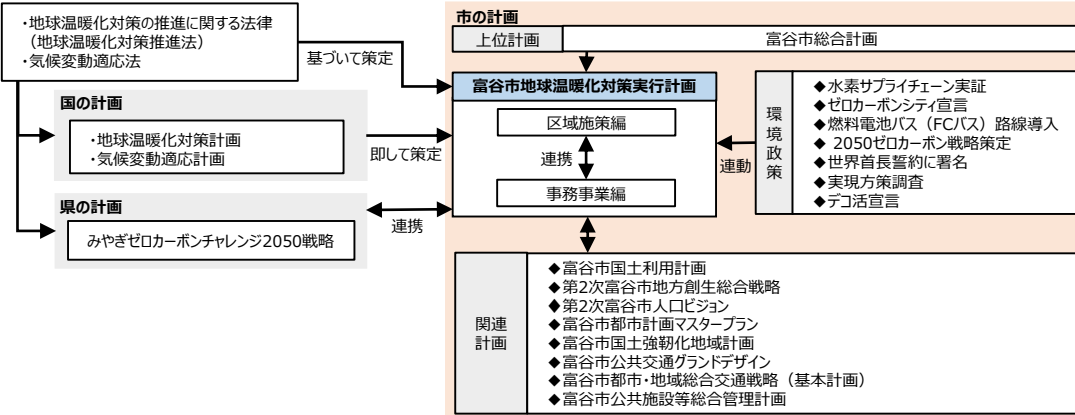 ・地球温暖化対策の推進に関する法律
（地球温暖化対策推進法）
・気候変動適応法
基づいて策定
国の計画
・地球温暖化対策計画
・気候変動適応計画
即して策定
県の計画
みやぎゼロカーボンチャレンジ2050戦略
連携
市の計画
上位計画
富谷市総合計画
富谷市地球温暖化対策実行計画
区域施策編
連携
事務事業編
連動
環境政策
◆水素サプライチェーン実証
◆ゼロカーボンシティ宣言
◆燃料電池バス（FCバス）路線導入
◆ 2050ゼロカーボン戦略策定
◆世界首長誓約に署名
◆実現方策調査
◆デコ活宣言
関連
計画
◆富谷市国土利用計画
◆第2次富谷市地方創生総合戦略
◆第2次富谷市人口ビジョン
◆富谷市都市計画マスタープラン
◆富谷市国土強靭化地域計画
◆富谷市公共交通グランドデザイン
◆富谷市都市・地域総合交通戦略（基本計画）
◆富谷市公共施設等総合管理計画